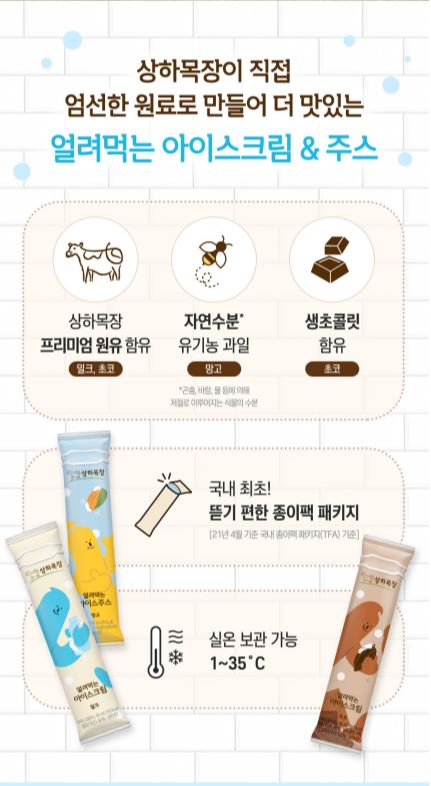 상하목장이 직접
엄선한 원료로 만들어 더 맛있는
얼려먹는 아이스크림 & 주스
상하목장
프리미엄 원유 함유
밀크, 초코
자연수분*
유기농 과일
망고
*곤충, 바람, 물 등에 의해
저절로 이루어지는 식물의 수분
생초콜릿
함유
초코
국내 최초!
뜯기 편한 종이팩 패키지
[21년 4월 기준 국내 종이팩 패키지(TFA) 기준]
실온 보관 가능
1~35˚C
상하목장
얼려먹는
아이스주스
망고
상하목장
얼려먹는
아이스크림
밀크
상하목장
얼려먹는
아이스크림